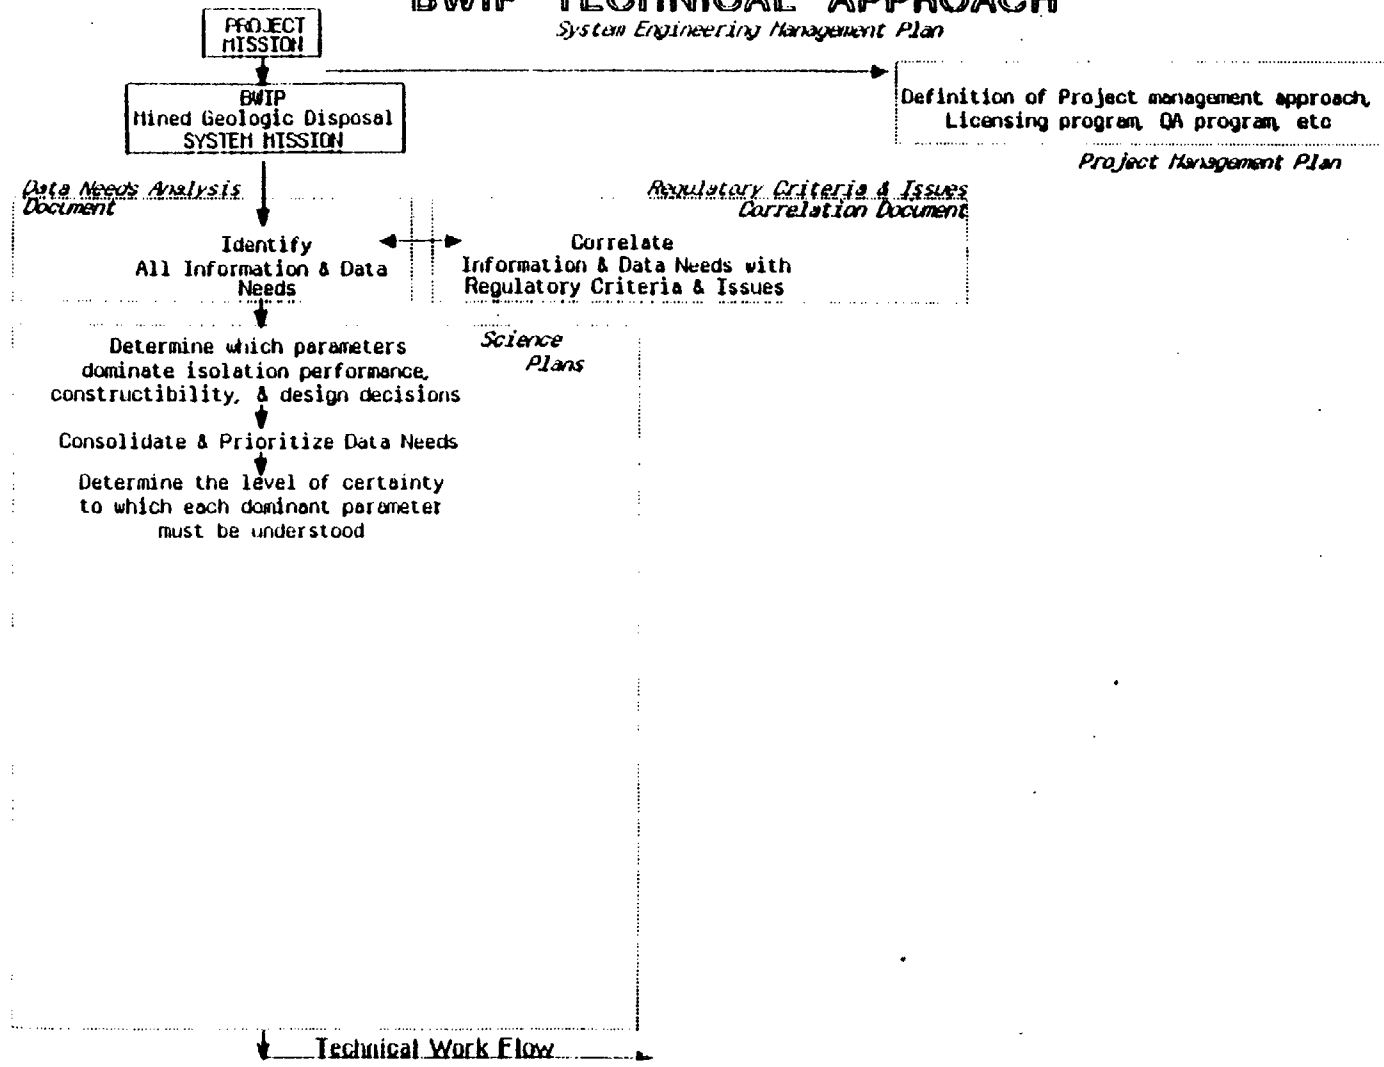 BWIP TECHNICAL APPROACH
System Engineering Management Plan
PROJECT
MISSION
BWIP
Mined Geologic Disposal
SYSTEM MISSION
Definition of Project management approach,
Licensing program, QA program, etc
Project Management Plan
Data Needs Analysis
Document
Regulatory Criteria & Issues
Correlation Document
Identify
All Information & Data
Needs
Correlate
Information & Data Needs with
Regulatory Criteria & Issues
Science
Plans
Determine which parameters
dominate isolation performance,
constructibility, & design decisions
Consolidate & Prioritize Data Needs
Determine the level of certainty
to which each dominant parameter
must be understood
Technical Work Flow